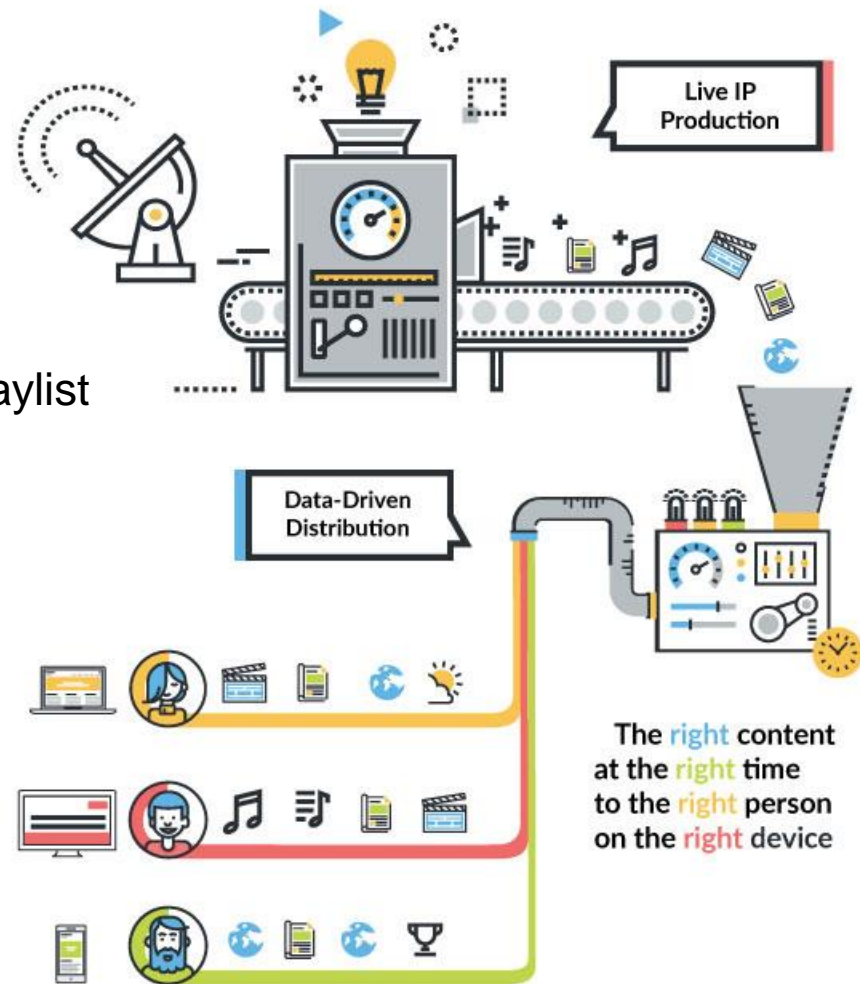 Live IP
Production
aylist
Data-Driven
Distribution
The right content
at the right time
to the right person
on the right device